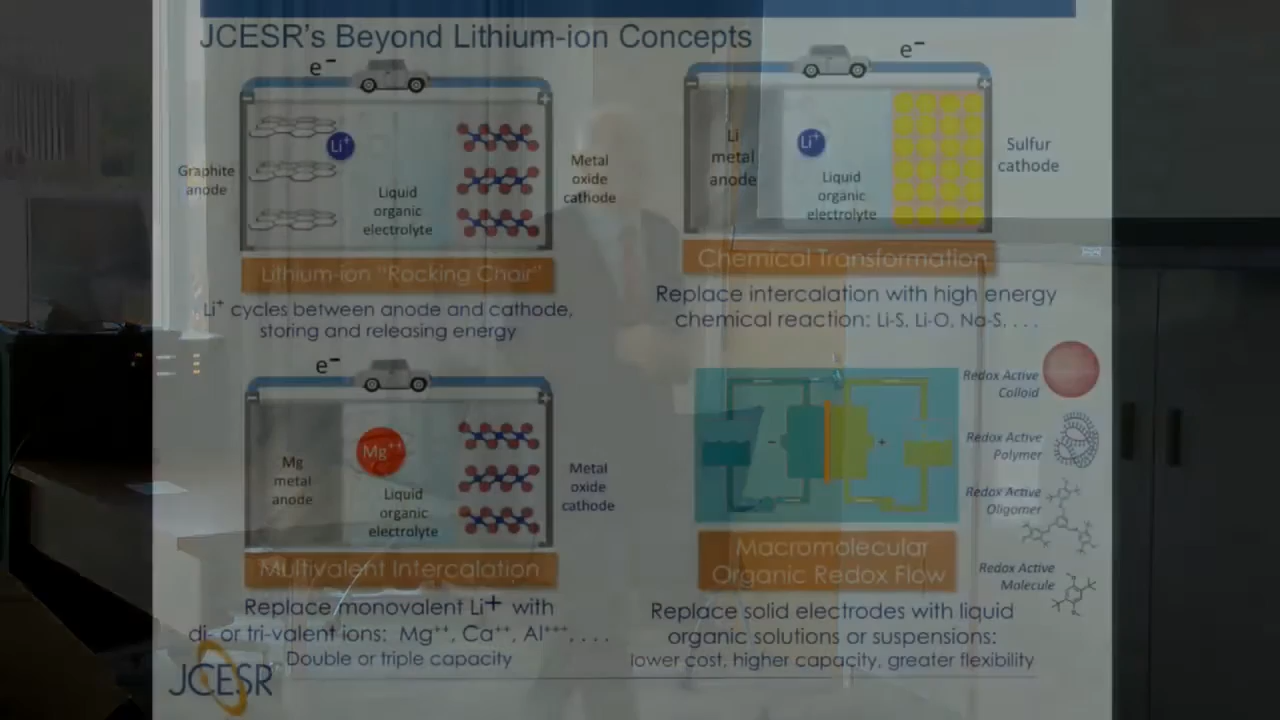 JCESR's Beyond Lithium-ion Concepts
e⁻
Graphite
anode
Li⁺
Liquid
organic
electrolyte
Metal
oxide
cathode
Lithium-ion "Rocking Chair"
Li⁺ cycles between anode and cathode,
storing and releasing energy
e⁻
Li
metal
anode
Li⁺
Liquid
organic
electrolyte
Sulfur
cathode
Chemical Transformation
Replace intercalation with high energy
chemical reaction: Li-S, Li-O, Na-S. . . .
e⁻
Mg
metal
anode
Mg⁺⁺
Liquid
organic
electrolyte
Metal
oxide
cathode
Multivalent Intercalation
Replace monovalent Li+ with
di- or tri-valent ions: Mg⁺⁺, Ca⁺⁺, Al⁺⁺⁺, . . . .
Double or triple capacity
Redox Active
Colloid
Redox Active
Polymer
Redox Active
Oligomer
Redox Active
Molecule
Macromolecular
Organic Redox Flow
Replace solid electrodes with liquid
organic solutions or suspensions:
lower cost, higher capacity, greater flexibility
JCESR